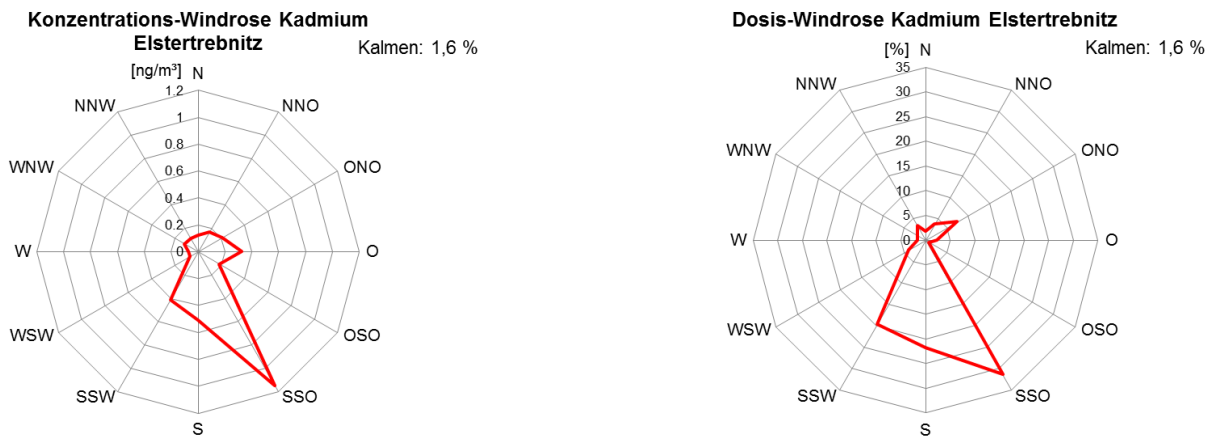 Konzentrations-Windrose Kadmium
Elstertrebnitz
Kalmen: 1,6 %
[ng/m³]
N
NNO
ONO
O
OSO
SSO
S
SSW
WSW
W
WNW
NNW
1.2
1
0.8
0.6
0.4
0.2
0
Dosis-Windrose Kadmium Elstertrebnitz
Kalmen: 1,6 %
[%]
N
NNO
ONO
O
OSO
SSO
S
SSW
WSW
W
WNW
NNW
35
30
25
20
15
10
5
0